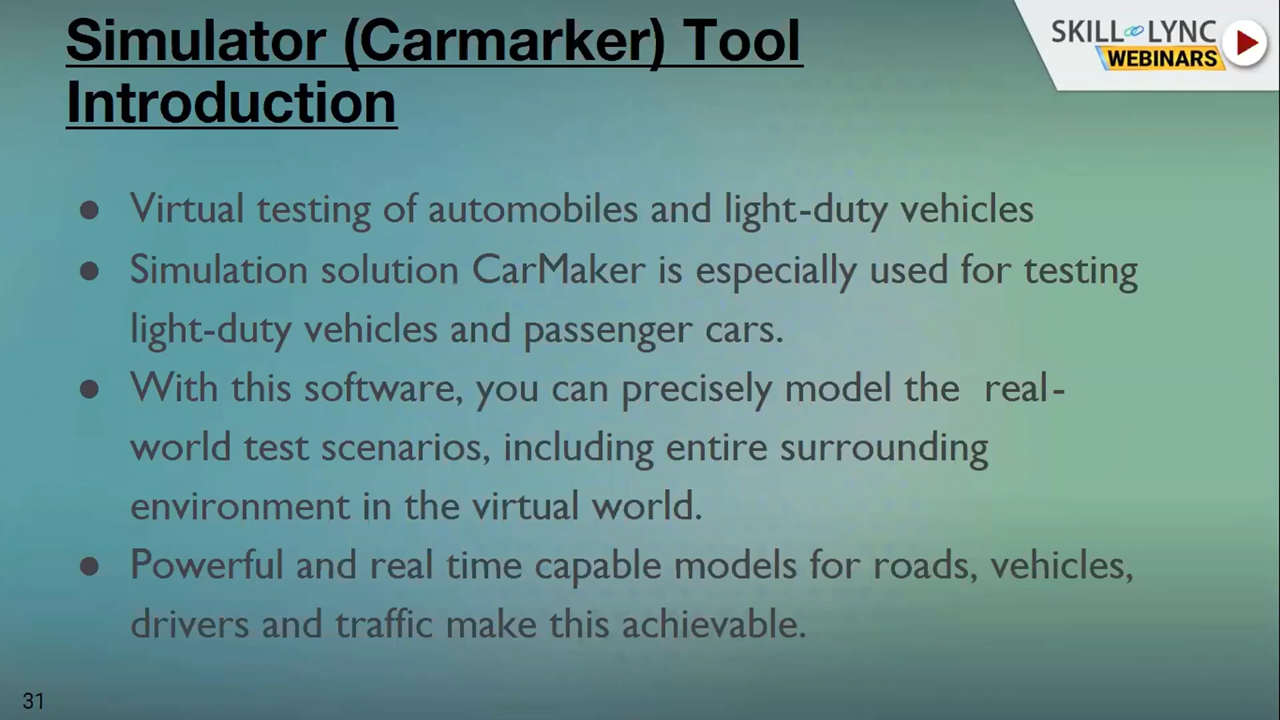 Simulator (Carmarker) Tool
Introduction
SKILL LYNC
WEBINARS
● Virtual testing of automobiles and light-duty vehicles
● Simulation solution CarMaker is especially used for testing
light-duty vehicles and passenger cars.
● With this software, you can precisely model the real-
world test scenarios, including entire surrounding
environment in the virtual world.
● Powerful and real time capable models for roads, vehicles,
drivers and traffic make this achievable.
31